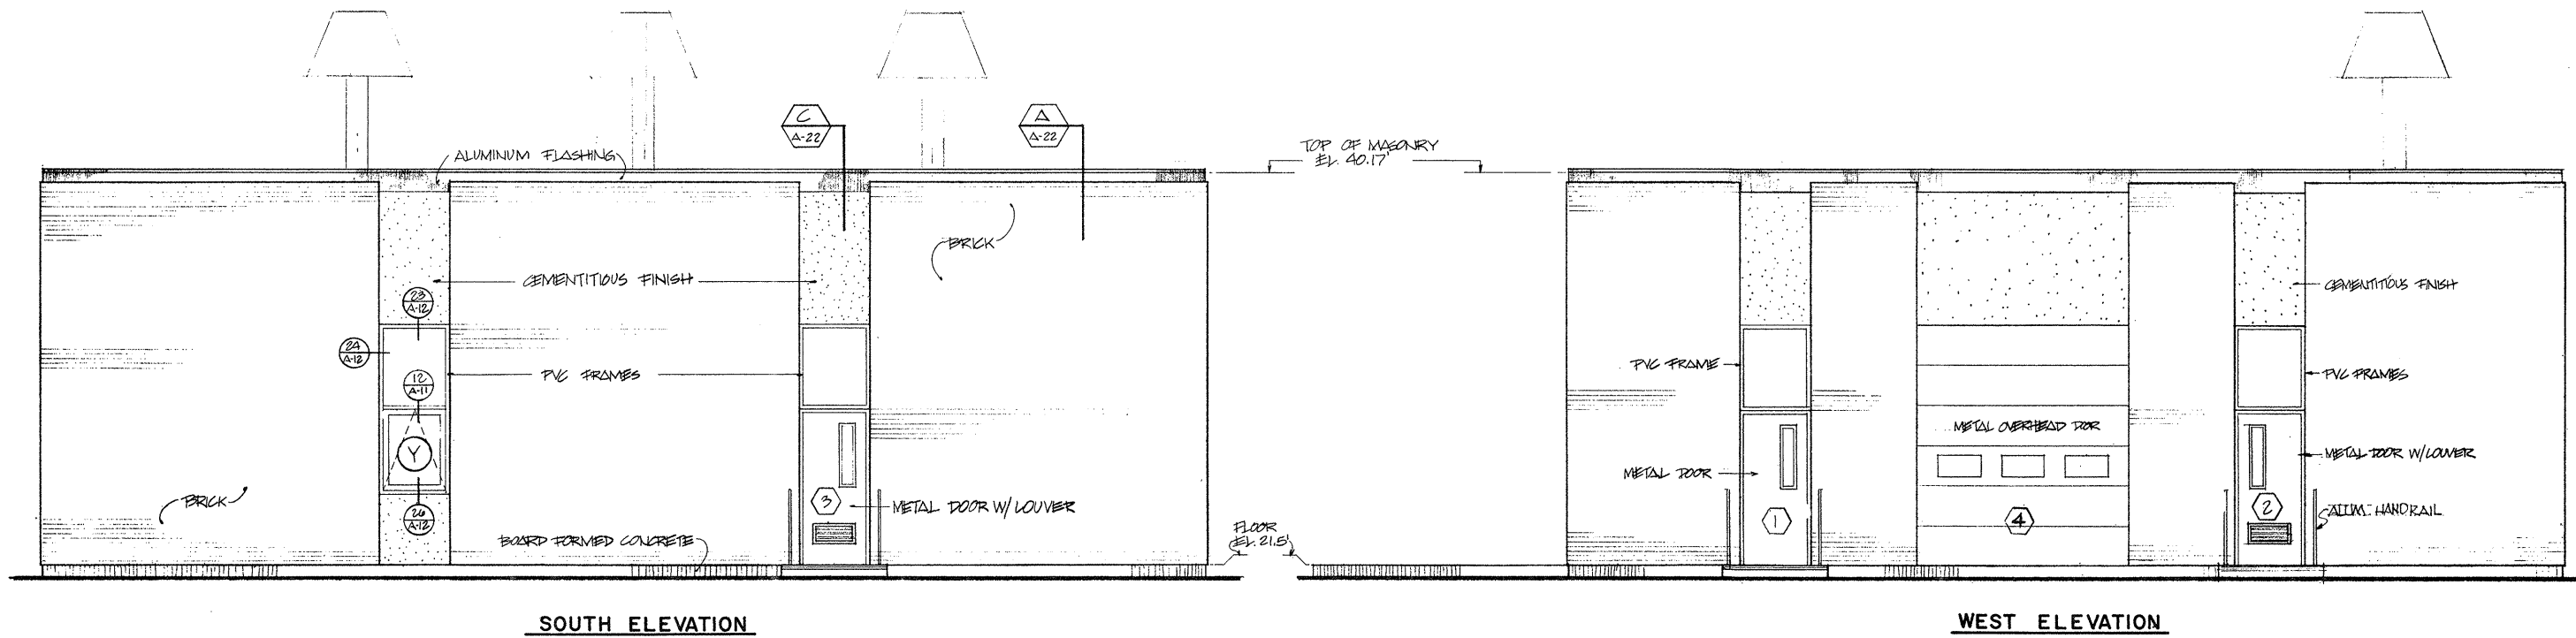 C
A-22
A
A-22
ALUMINUM FLASHING
TOP OF MASONRY
EL. 40.17'
BRICK
CEMENTITIOUS FINISH
23
A-12
24
A-12
12
A-11
PVC FRAMES
Y
BRICK
26
A-12
3
METAL DOOR W/LOUVER
BOARD FORMED CONCRETE
FLOOR
EL. 21.5'
SOUTH ELEVATION
CEMENTITIOUS FINISH
PVC FRAME
PVC FRAMES
METAL OVERHEAD DOOR
METAL DOOR
METAL DOOR W/LOUVER
1
4
2
ALUM. HANDRAIL
WEST ELEVATION